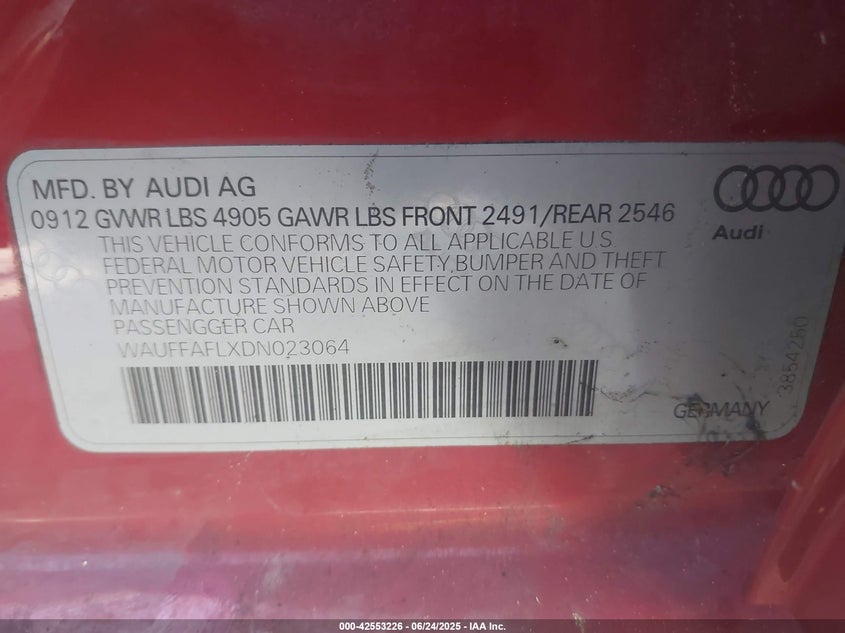 MFD. BY AUDI AG
0912 GVWR LBS 4905 GAWR LBS FRONT 2491/REAR 2546
THIS VEHICLE CONFORMS TO ALL APPLICABLE U.S
FEDERAL MOTOR VEHICLE SAFETY,BUMPER AND THEFT
PREVENTION STANDARDS IN EFFECT ON THE DATE OF
MANUFACTURE SHOWN ABOVE
PASSENGGER CAR
WAUFFAFLXDN023064
Audi
3854260
GERMANY
000-42553226 - 06/24/2025 - IAA Inc.